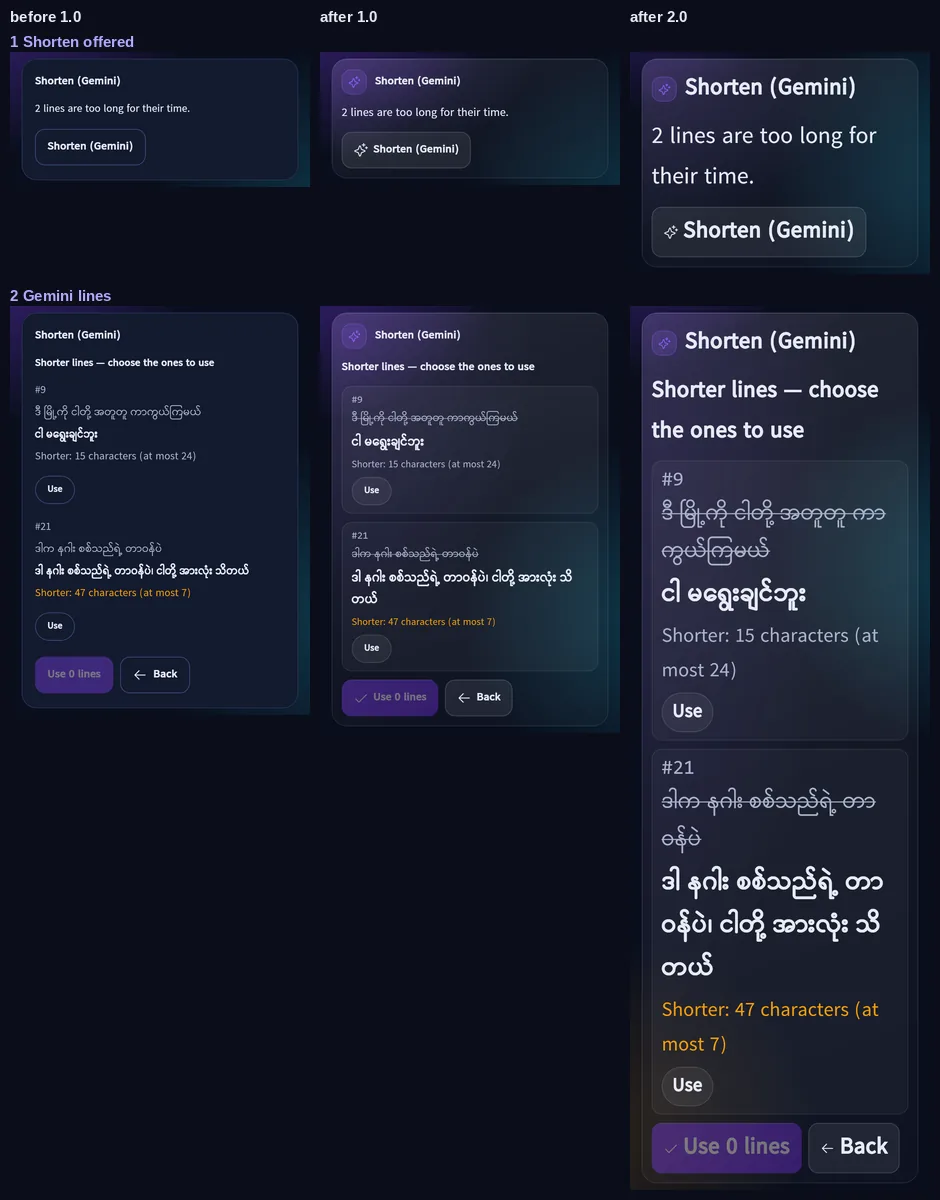 before 1.0
after 1.0
after 2.0
1 Shorten offered
Shorten (Gemini)
2 lines are too long for their time.
Shorten (Gemini)
Shorten (Gemini)
2 lines are too long for their time.
Shorten (Gemini)
Shorten (Gemini)
2 lines are too long for
their time.
Shorten (Gemini)
2 Gemini lines
Shorten (Gemini)
Shorter lines — choose the ones to use
#9
ဒီ မြို့ကို ငါတို့ အတူတူ ကာကွယ်ကြမယ်
ငါ မရွေးချင်ဘူး
Shorter: 15 characters (at most 24)
Use
#21
ဒါက နဂါး စစ်သည်ရဲ့ တာဝန်ပဲ
ဒါ နဂါး စစ်သည်ရဲ့ တာဝန်ပဲ၊ ငါတို့ အားလုံး သိတယ်
Shorter: 47 characters (at most 7)
Use
Use 0 lines
Back
Shorten (Gemini)
Shorter lines — choose the ones to use
#9
ဒီ မြို့ကို ငါတို့ အတူတူ ကာကွယ်ကြမယ်
ငါ မရွေးချင်ဘူး
Shorter: 15 characters (at most 24)
Use
#21
ဒါက နဂါး စစ်သည်ရဲ့ တာဝန်ပဲ
ဒါ နဂါး စစ်သည်ရဲ့ တာဝန်ပဲ၊ ငါတို့ အားလုံး သိ
တယ်
Shorter: 47 characters (at most 7)
Use
Use 0 lines
Back
Shorten (Gemini)
Shorter lines — choose
the ones to use
#9
ဒီ မြို့ကို ငါတို့ အတူတူ ကာ
ကွယ်ကြမယ်
ငါ မရွေးချင်ဘူး
Shorter: 15 characters (at
most 24)
Use
#21
ဒါက နဂါး စစ်သည်ရဲ့ တာ
ဝန်ပဲ
ဒါ နဂါး စစ်သည်ရဲ့ တာ
ဝန်ပဲ၊ ငါတို့ အားလုံး သိ
တယ်
Shorter: 47 characters (at
most 7)
Use
Use 0 lines
Back